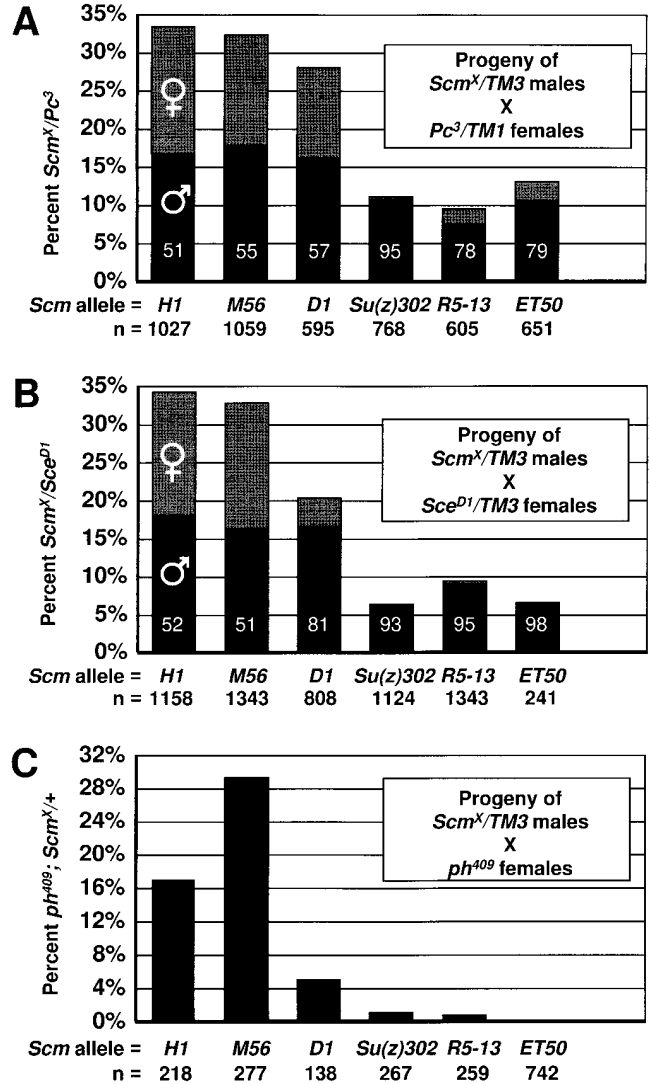 A
35%
30%
25%
20%
15%
10%
5%
0%
Percent Scm^X/Pc^3
Progeny of
Scm^X/TM3 males
X
Pc^3/TM1 females
♀
♂
51 55 57 95 78 79
Scm allele = H1 M56 D1 Su(z)302 R5-13 ET50
n = 1027 1059 595 768 605 651
B
35%
30%
25%
20%
15%
10%
5%
0%
Percent Scm^X/Sce^D1
Progeny of
Scm^X/TM3 males
X
Sce^D1/TM3 females
♀
♂
52 51 81 93 95 98
Scm allele = H1 M56 D1 Su(z)302 R5-13 ET50
n = 1158 1343 808 1124 1343 241
C
32%
28%
24%
20%
16%
12%
8%
4%
0%
Percent ph^409; Scm^X/+
Progeny of
Scm^X/TM3 males
X
ph^409 females
Scm allele = H1 M56 D1 Su(z)302 R5-13 ET50
n = 218 277 138 267 259 742